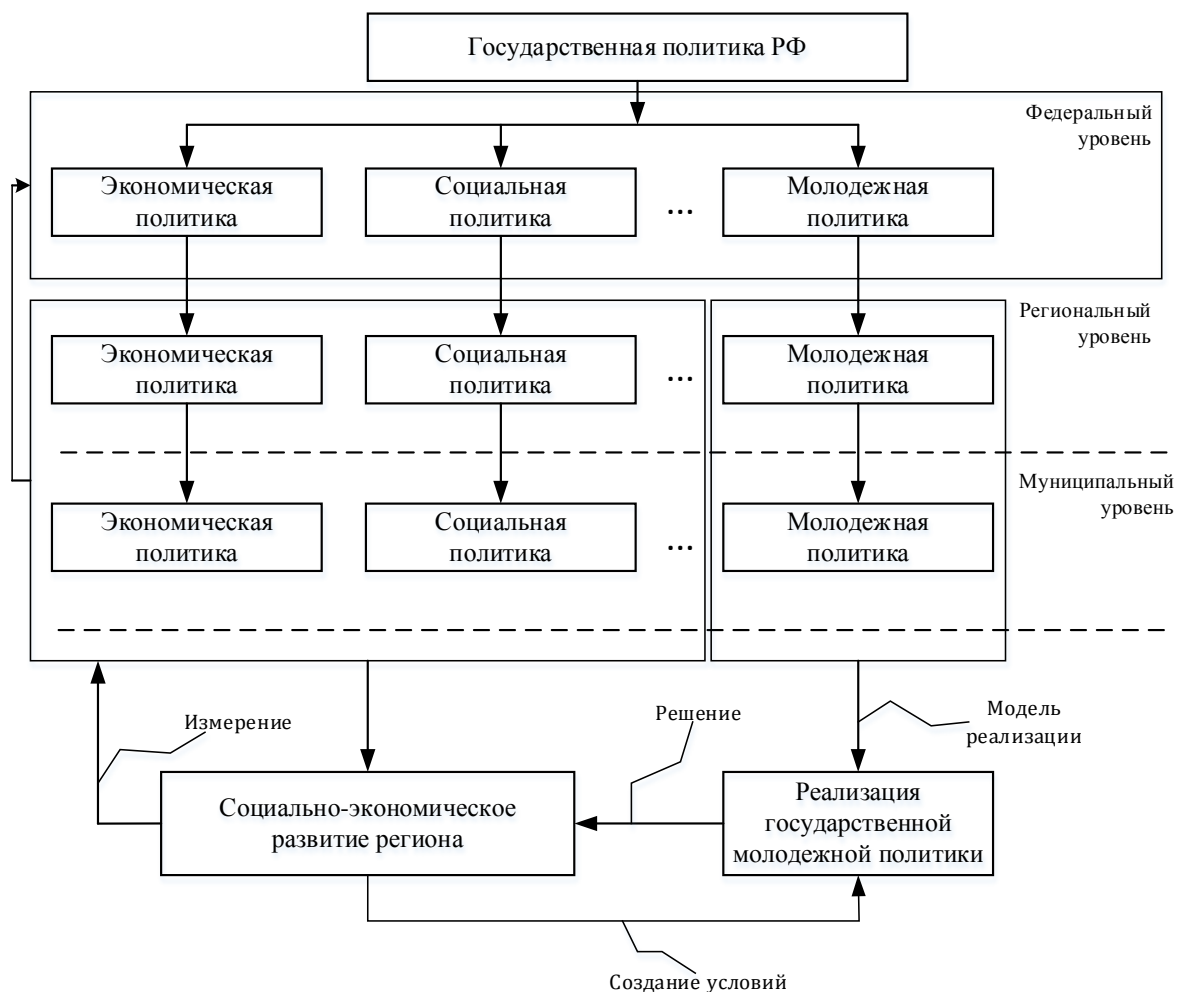 Государственная политика РФ
Федеральный
уровень
Экономическая
политика
Социальная
политика
...
Молодежная
политика
Региональный
уровень
Экономическая
политика
Социальная
политика
...
Молодежная
политика
Муниципальный
уровень
Экономическая
политика
Социальная
политика
...
Молодежная
политика
Измерение
Решение
Модель
реализации
Социально-экономическое
развитие региона
Реализация
государственной
молодежной политики
Создание условий